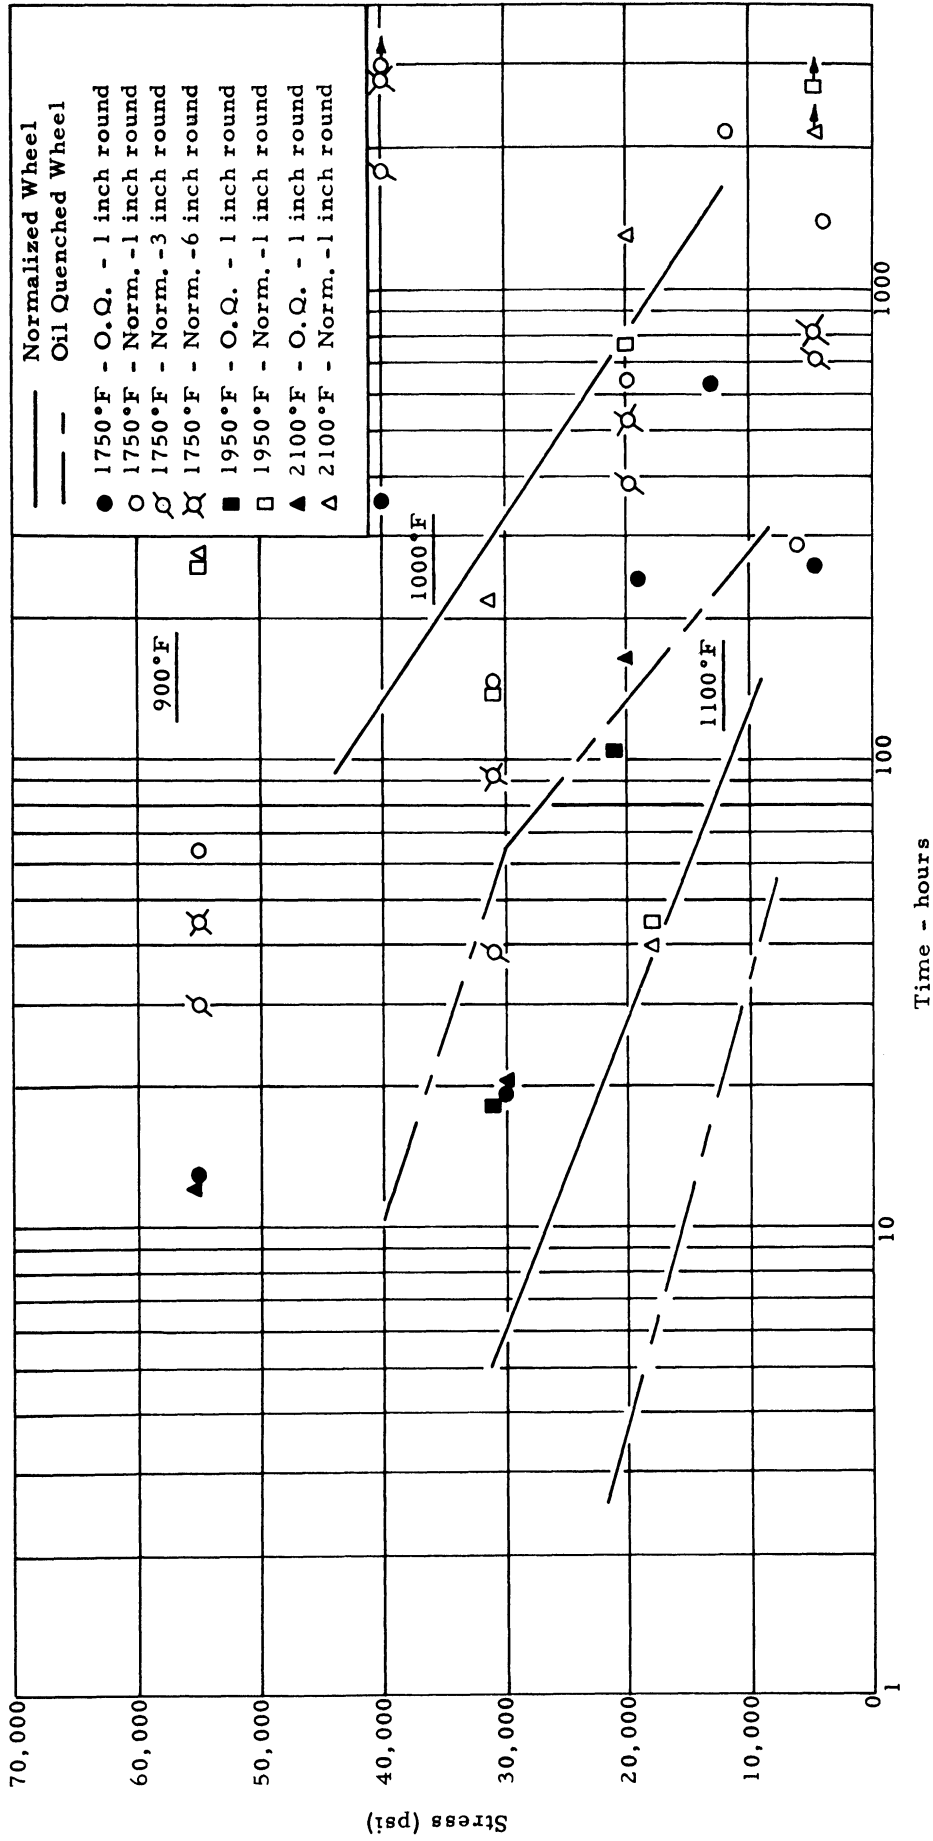 Normalized Wheel
Oil Quenched Wheel
1750°F - O.Q. - 1 inch round
1750°F - Norm. -1 inch round
1750°F - Norm. -3 inch round
1750°F - Norm. -6 inch round
1950°F - O.Q. - 1 inch round
1950°F - Norm. -1 inch round
2100°F - O.Q. - 1 inch round
2100°F - Norm. -1 inch round
900°F
1000°F
1100°F
70,000
60,000
50,000
40,000
30,000
20,000
10,000
0
Stress (psi)
1
10
100
1000
Time - hours